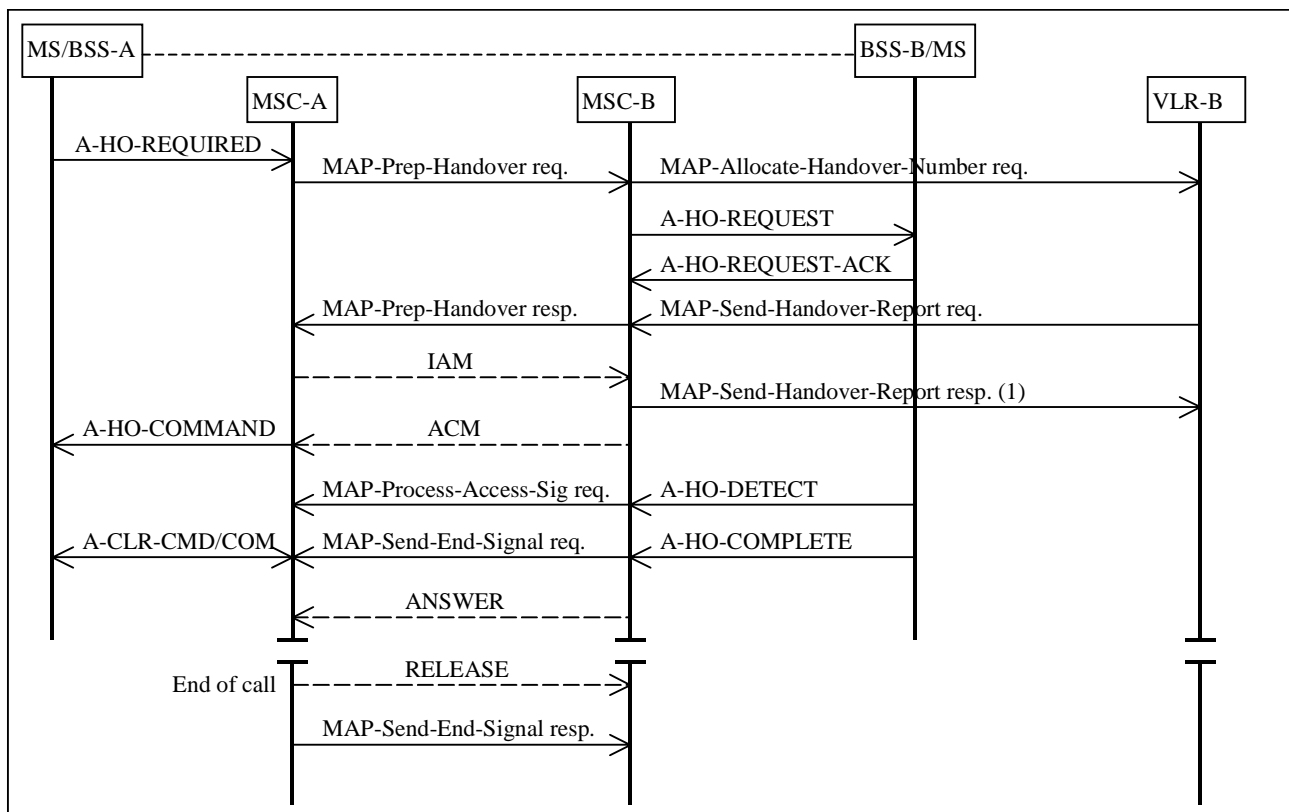 MS/BSS-A
BSS-B/MS
MSC-A
MSC-B
VLR-B
A-HO-REQUIRED
MAP-Prep-Handover req.
MAP-Allocate-Handover-Number req.
A-HO-REQUEST
A-HO-REQUEST-ACK
MAP-Prep-Handover resp.
MAP-Send-Handover-Report req.
IAM
MAP-Send-Handover-Report resp. (1)
A-HO-COMMAND
ACM
MAP-Process-Access-Sig req.
A-HO-DETECT
A-CLR-CMD/COM
MAP-Send-End-Signal req.
A-HO-COMPLETE
ANSWER
RELEASE
End of call
MAP-Send-End-Signal resp.